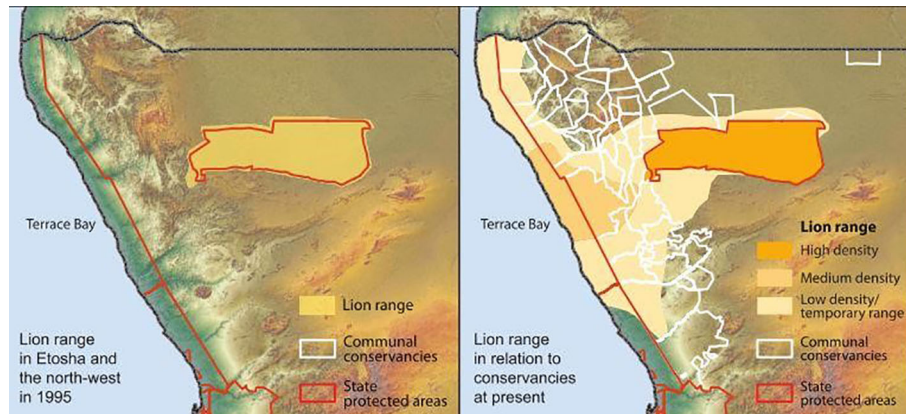 Terrace Bay
Lion range
Communal
conservancies
State
protected areas
Lion range
in Etosha and
the north-west
in 1995
Terrace Bay
Lion range
High density
Medium density
Low density/
temporary range
Communal
conservancies
State
protected areas
Lion range
in relation to
conservancies
at present